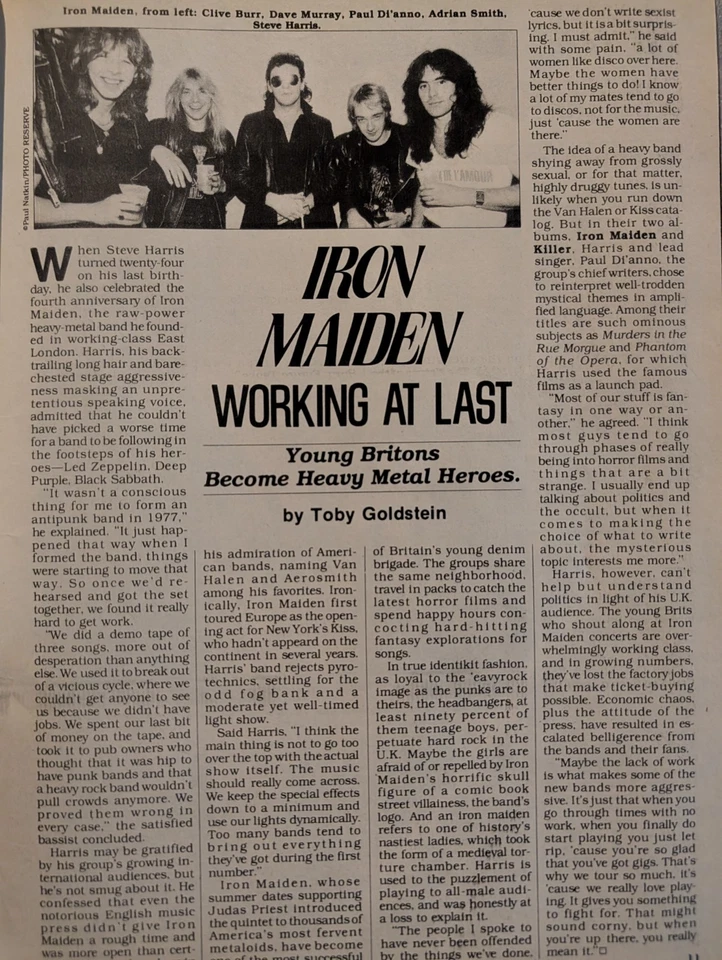 Iron Maiden, from left: Clive Burr, Dave Murray, Paul Di'anno, Adrian Smith,
Steve Harris.
©Paul Natkin/PHOTO RESERVE
IRON
MAIDEN
WORKING AT LAST
Young Britons
Become Heavy Metal Heroes.
by Toby Goldstein
When Steve Harris
turned twenty-four
on his last birth-
day, he also celebrated the
fourth anniversary of Iron
Maiden, the raw-power
heavy-metal band he found-
ed in working-class East
London. Harris, his back-
trailing long hair and bare-
chested stage aggressive-
ness masking an unpre-
tentious speaking voice,
admitted that he couldn't
have picked a worse time
for a band to be following in
the footsteps of his her-
oes—Led Zeppelin, Deep
Purple, Black Sabbath.
"It wasn't a conscious
thing for me to form an
antipunk band in 1977,"
he explained. "It just hap-
pened that way when I
formed the band, things
were starting to move that
way. So once we'd re-
hearsed and got the set
together, we found it really
hard to get work.
"We did a demo tape of
three songs, more out of
desperation than anything
else. We used it to break out
of a vicious cycle, where we
couldn't get anyone to see
us because we didn't have
jobs. We spent our last bit
of money on the tape, and
took it to pub owners who
thought that it was hip to
have punk bands and that
a heavy rock band wouldn't
pull crowds anymore. We
proved them wrong in
every case," the satisfied
bassist concluded.
Harris may be gratified
by his group's growing in-
ternational audiences, but
he's not smug about it. He
confessed that even the
notorious English music
press didn't give Iron
Maiden a rough time and
was more open than cert-
his admiration of Ameri-
can bands, naming Van
Halen and Aerosmith
among his favorites. Iron-
ically, Iron Maiden first
toured Europe as the open-
ing act for New York's Kiss,
who hadn't appeared on the
continent in several years.
Harris' band rejects pyro-
technics, settling for the
odd fog bank and a
moderate yet well-timed
light show.
Said Harris, "I think the
main thing is not to go too
over the top with the actual
show itself. The music
should really come across.
We keep the special effects
down to a minimum and
use our lights dynamically.
Too many bands tend to
bring out everything
they've got during the first
number."
Iron Maiden, whose
summer dates supporting
Judas Priest introduced
the quintet to thousands of
America's most fervent
metaloids, have become
one of the most successful
of Britain's young denim
brigade. The groups share
the same neighborhood,
travel in packs to catch the
latest horror films and
spend happy hours con-
cocting hard-hitting
fantasy explorations for
songs.
In true identikit fashion,
as loyal to the 'eavyrock
image as the punks are to
theirs, the headbangers, at
least ninety percent of
them teenage boys, per-
petuate hard rock in the
U.K. Maybe the girls are
afraid of or repelled by Iron
Maiden's horrific skull
figure of a comic book
street villainess, the band's
logo. And an iron maiden
refers to one of history's
nastiest ladies, which took
the form of a medieval tor-
ture chamber. Harris is
used to the puzzlement of
playing to all-male audi-
ences, and was honestly at
a loss to explain it.
"The people I spoke to
have never been offended
by the things we've done,
'cause we don't write sexist
lyrics, but it is a bit surpris-
ing, I must admit," he said
with some pain, "a lot of
women like disco over here.
Maybe the women have
better things to do! I know
a lot of my mates tend to go
to discos, not for the music,
just 'cause the women are
there."
The idea of a heavy band
shying away from grossly
sexual, or for that matter,
highly druggy tunes, is un-
likely when you run down
the Van Halen or Kiss cata-
log. But in their two al-
bums, Iron Maiden and
Killer, Harris and lead
singer, Paul Di'anno, the
group's chief writers, chose
to reinterpret well-trodden
mystical themes in ampli-
fied language. Among their
titles are such ominous
subjects as Murders in the
Rue Morgue and Phantom
of the Opera, for which
Harris used the famous
films as a launch pad.
"Most of our stuff is fan-
tasy in one way or an-
other," he agreed. "I think
most guys tend to go
through phases of really
being into horror films and
things that are a bit
strange. I usually end up
talking about politics and
the occult, but when it
comes to making the
choice of what to write
about, the mysterious
topic interests me more."
Harris, however, can't
help but understand
politics in light of his U.K.
audience. The young Brits
who shout along at Iron
Maiden concerts are over-
whelmingly working class,
and in growing numbers,
they've lost the factory jobs
that make ticket-buying
possible. Economic chaos,
plus the attitude of the
press, have resulted in es-
calated belligerence from
the bands and their fans.
"Maybe the lack of work
is what makes some of the
new bands more aggres-
sive. It's just that when you
go through times with no
work, when you finally do
start playing you just let
rip, 'cause you're so glad
that you've got gigs. That's
why we tour so much, it's
'cause we really love play-
ing. It gives you something
to fight for. That might
sound corny, but when
you're up there, you really
mean it."